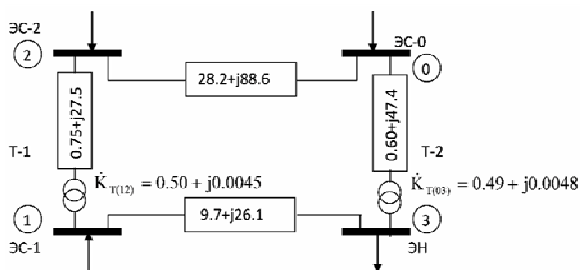 ЭС-2
ЭС-0
2
0
28.2+j88.6
0.75+j27.5
0.60+j47.4
Т-1
Т-2
K̇ Т(12) = 0.50 + j0.0045
K̇ Т(03) = 0.49 + j0.0048
1
9.7+j26.1
3
ЭС-1
ЭН